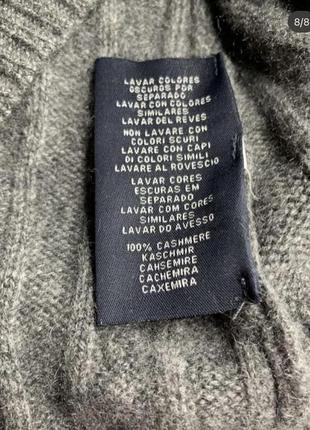 8/8
LAVAR COLORES
OSCUROS POR
SEPARADO
LAVAR CON COLORES
SIMILARES
LAVAR DEL REVES
NON LAVARE CON
COLORI SCURI
LAVARE CON CAPI
DI COLORI SIMILI
LAVARE AL ROVESCIO
LAVAR CORES
ESCURAS EM
SEPARADO
LAVAR COM CORES
SIMILARES
LAVAR DO AVESSO
100% CASHMERE
KASCHMIR
CAHSEMIRE
CACHEMIRA
CAXEMIRA